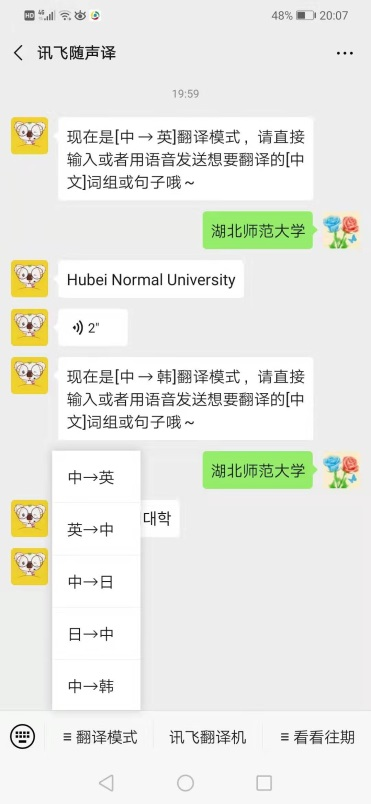 48% 20:07
讯飞随声译
19:59
现在是[中→英]翻译模式，请直接
输入或者用语音发送想要翻译的[中
文]词组或句子哦~
湖北师范大学
Hubei Normal University
2"
现在是[中→韩]翻译模式，请直接
输入或者用语音发送想要翻译的[中
文]词组或句子哦~
湖北师范大学
대학
中→英
英→中
中→日
日→中
中→韩
≡ 翻译模式 讯飞翻译机 ≡ 看看往期